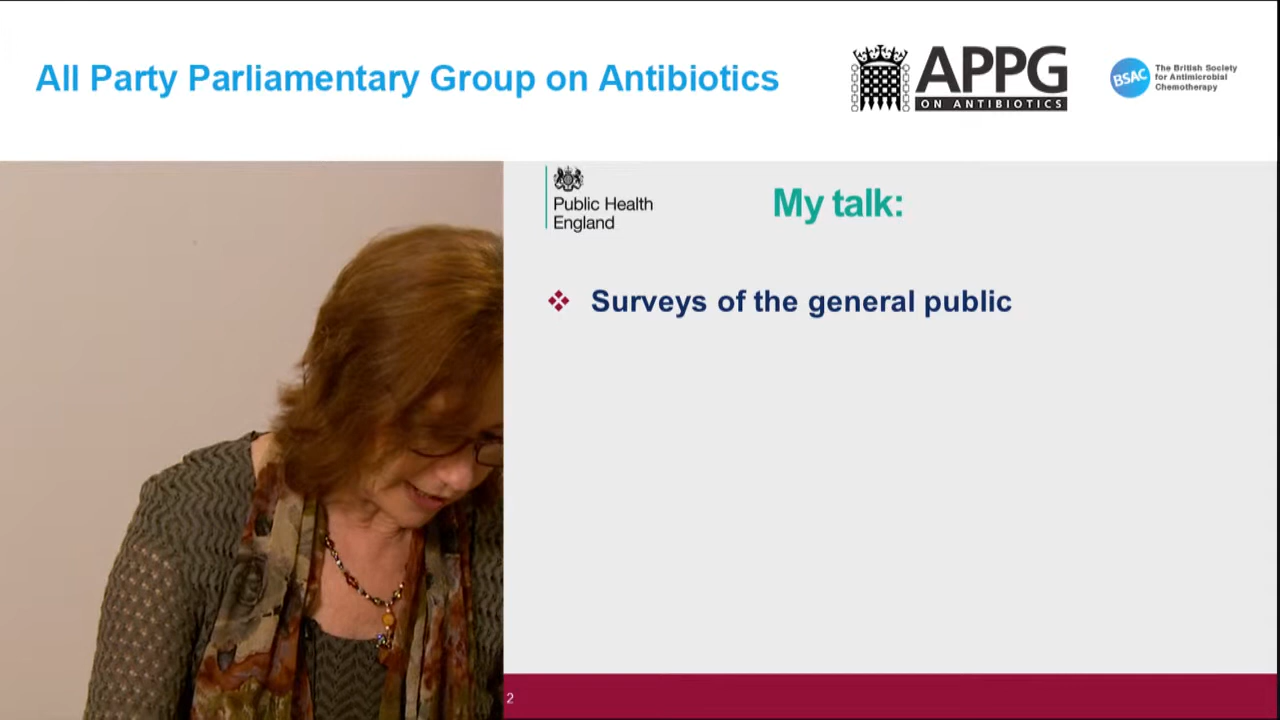 All Party Parliamentary Group on Antibiotics
APPG
ON ANTIBIOTICS
BSAC
The British Society
for Antimicrobial
Chemotherapy
Public Health
England
My talk:
Surveys of the general public
2